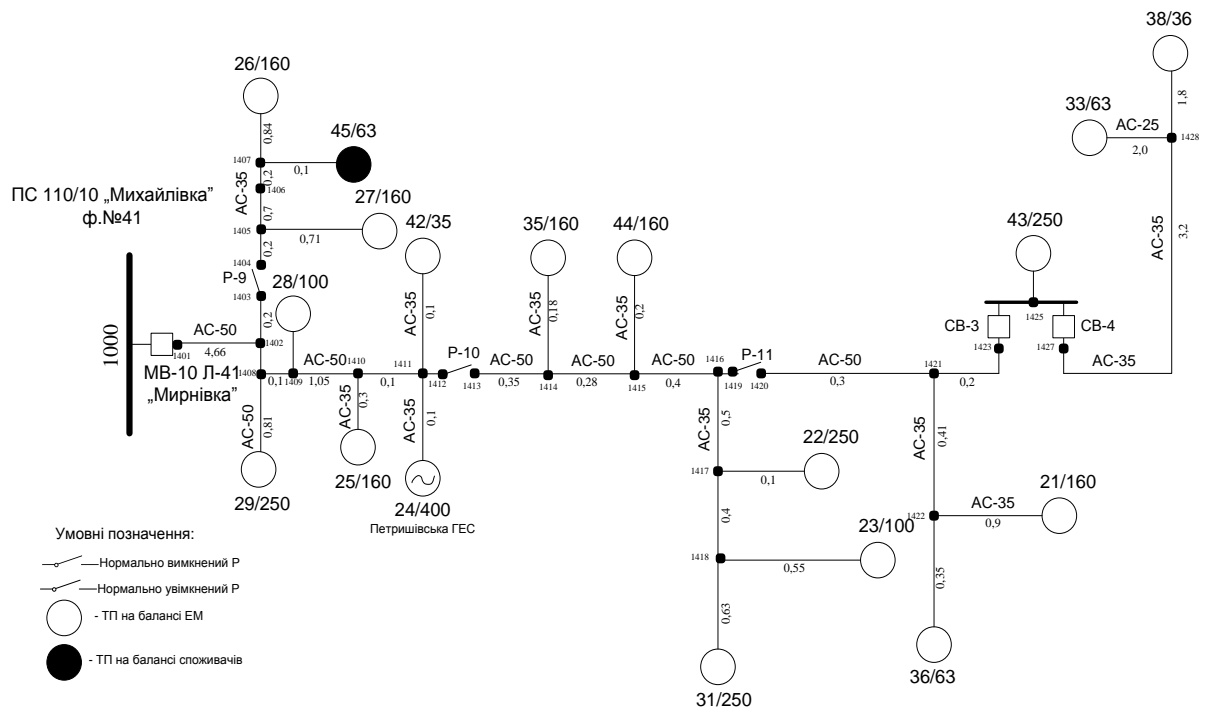 38/36
26/160
33/63
АС-25
1,8
1428
2,0
0,84
45/63
1407
0,1
0,2
1406
АС-35
ПС 110/10 „Михайлівка”
ф.№41
27/160
0,7
1405
0,71
42/35
35/160
44/160
43/250
АС-35
3,2
0,2
1404
Р-9
1403
28/100
АС-35
0,1
АС-35
0,18
АС-35
0,2
1425
СВ-3
СВ-4
1423
1427
АС-35
1000
АС-50
0,2
1401
4,66
1402
МВ-10 Л-41
„Мирнівка”
АС-50
1410
1411
Р-10
АС-50
АС-50
АС-50
1416
Р-11
АС-50
1421
1408
0,1
1409
1,05
0,1
1412
1413
0,35
1414
0,28
1415
0,4
1419
1420
0,3
0,2
АС-50
0,81
АС-35
0,3
АС-35
0,1
АС-35
0,5
АС-35
0,41
29/250
25/160
24/400
Петришівська ГЕС
1417
22/250
0,1
21/160
АС-35
0,9
1422
0,4
23/100
1418
0,55
0,35
0,63
36/63
31/250
Умовні позначення:
Нормально вимкнений Р
Нормально увімкнений Р
- ТП на балансі ЕМ
- ТП на балансі споживачів